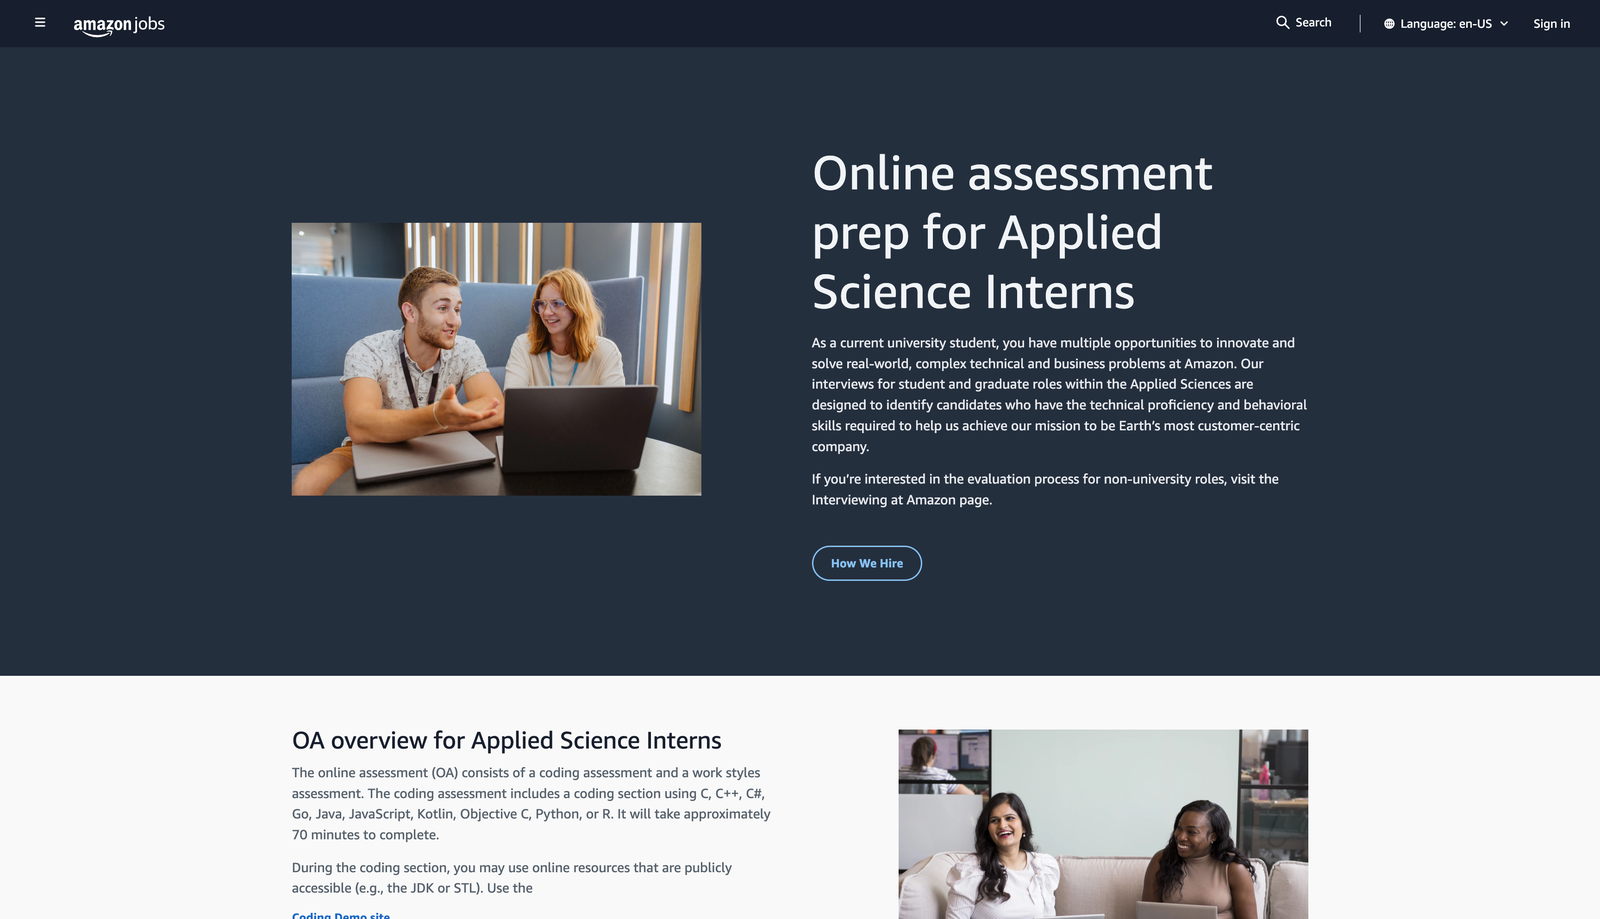 amazon jobs
Search
Language: en-US
Sign in
Online assessment
prep for Applied
Science Interns
As a current university student, you have multiple opportunities to innovate and
solve real-world, complex technical and business problems at Amazon. Our
interviews for student and graduate roles within the Applied Sciences are
designed to identify candidates who have the technical proficiency and behavioral
skills required to help us achieve our mission to be Earth’s most customer-centric
company.
If you’re interested in the evaluation process for non-university roles, visit the
Interviewing at Amazon page.
How We Hire
OA overview for Applied Science Interns
The online assessment (OA) consists of a coding assessment and a work styles
assessment. The coding assessment includes a coding section using C, C++, C#,
Go, Java, JavaScript, Kotlin, Objective C, Python, or R. It will take approximately
70 minutes to complete.
During the coding section, you may use online resources that are publicly
accessible (e.g., the JDK or STL). Use the
Coding Demo site